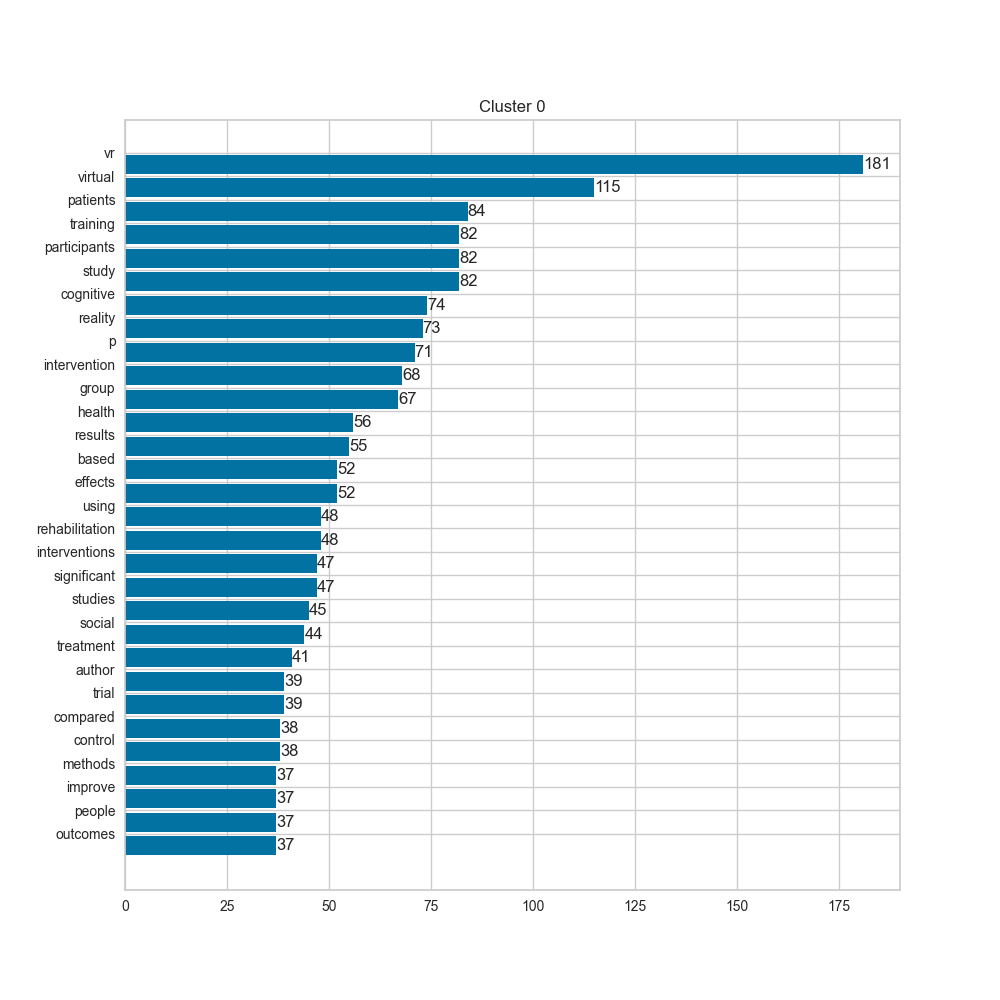 Cluster 0
vr 181
virtual 115
patients 84
training 82
participants 82
study 82
cognitive 74
reality 73
p 71
intervention 68
group 67
health 56
results 55
based 52
effects 52
using 48
rehabilitation 48
interventions 47
significant 47
studies 45
social 44
treatment 41
author 39
trial 39
compared 38
control 38
methods 37
improve 37
people 37
outcomes 37
0 25 50 75 100 125 150 175